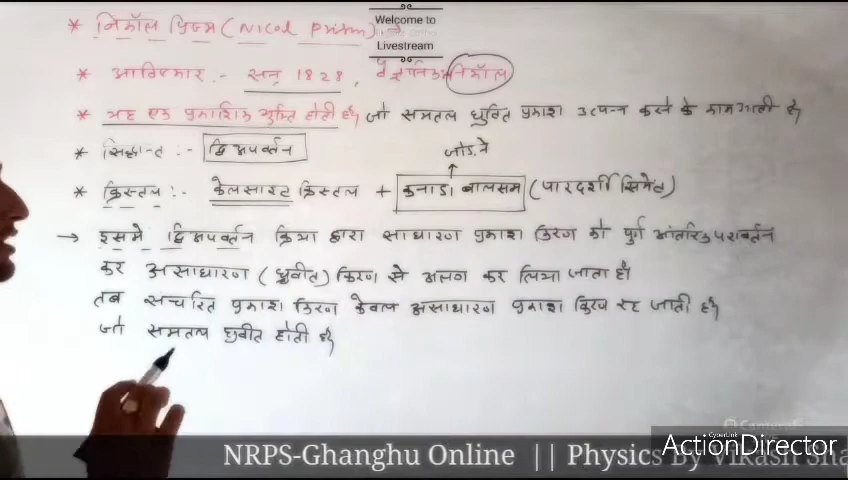 * निकॉल प्रिज्म (Nicol Prism)
Welcome to
Livestream
* आविष्कार :- सन् 1828, वैज्ञानिक निकॉल
* यह एक प्रकाशिक युक्ति होती है, जो समतल ध्रुवित प्रकाश उत्पन्न करने के काम आती है
* सिद्धान्त :- द्विअपवर्तन
जोड़ने
* क्रिस्टल :- केलसाइट क्रिस्टल + कनाडा बालसम (पारदर्शी सिमेंट)
→ इसमे द्विअपवर्तन क्रिया द्वारा साधारण प्रकाश किरण को पूर्ण आंतरिक परावर्तन
कर असाधारण (ध्रुवीत) किरण से अलग कर लिया जाता है।
तब संचरित प्रकाश किरण केवल असाधारण प्रकाश किरण रह जाती है,
जो समतल ध्रुवीत होती है,
CyberLink
ActionDirector
NRPS-Ghanghu Online || Physics By Vikash Sha